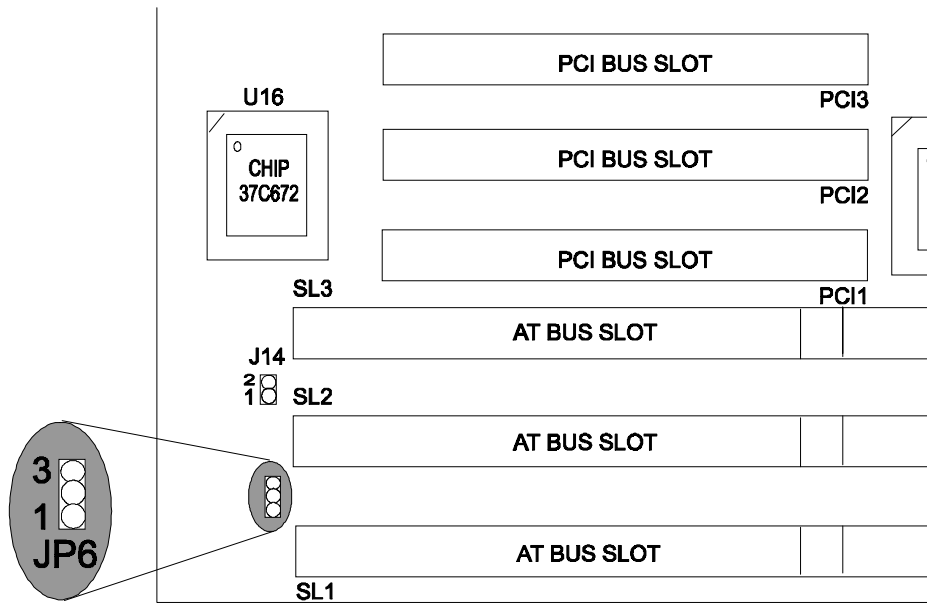 PCI BUS SLOT
U16
PCI3
CHIP
37C672
PCI BUS SLOT
PCI2
PCI BUS SLOT
SL3
PCI1
AT BUS SLOT
J14
2
1
SL2
AT BUS SLOT
3
1
JP6
AT BUS SLOT
SL1